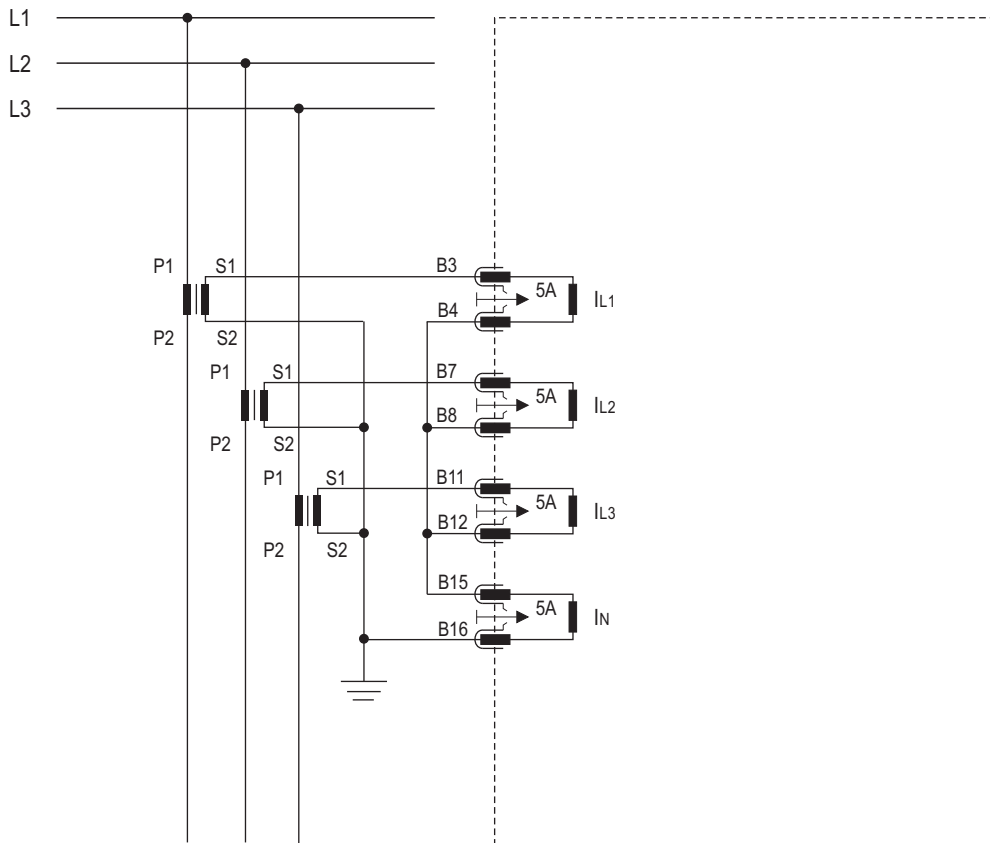 L1
L2
L3
P1 S1 B3
5A IL1
B4
P2 S2
P1 S1 B7
5A IL2
B8
P2 S2
P1 S1 B11
5A IL3
B12
P2 S2
B15
5A IN
B16